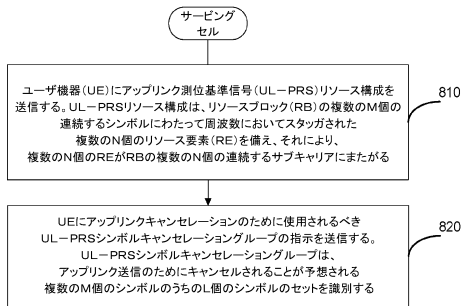 サービング
セル
ユーザ機器（UE）にアップリンク測位基準信号（UL－PRS）リソース構成を
送信する。UL－PRSリソース構成は、リソースブロック（RB）の複数のM個の
連続するシンボルにわたって周波数においてスタッガされた
複数のN個のリソース要素（RE）を備え、それにより、
複数のN個のREがRBの複数のN個の連続するサブキャリアにまたがる
810
UEにアップリンクキャンセレーションのために使用されるべき
UL－PRSシンボルキャンセレーショングループの指示を送信する。
UL－PRSシンボルキャンセレーショングループは、
アップリンク送信のためにキャンセルされることが予想される
複数のM個のシンボルのうちのL個のシンボルのセットを識別する
820